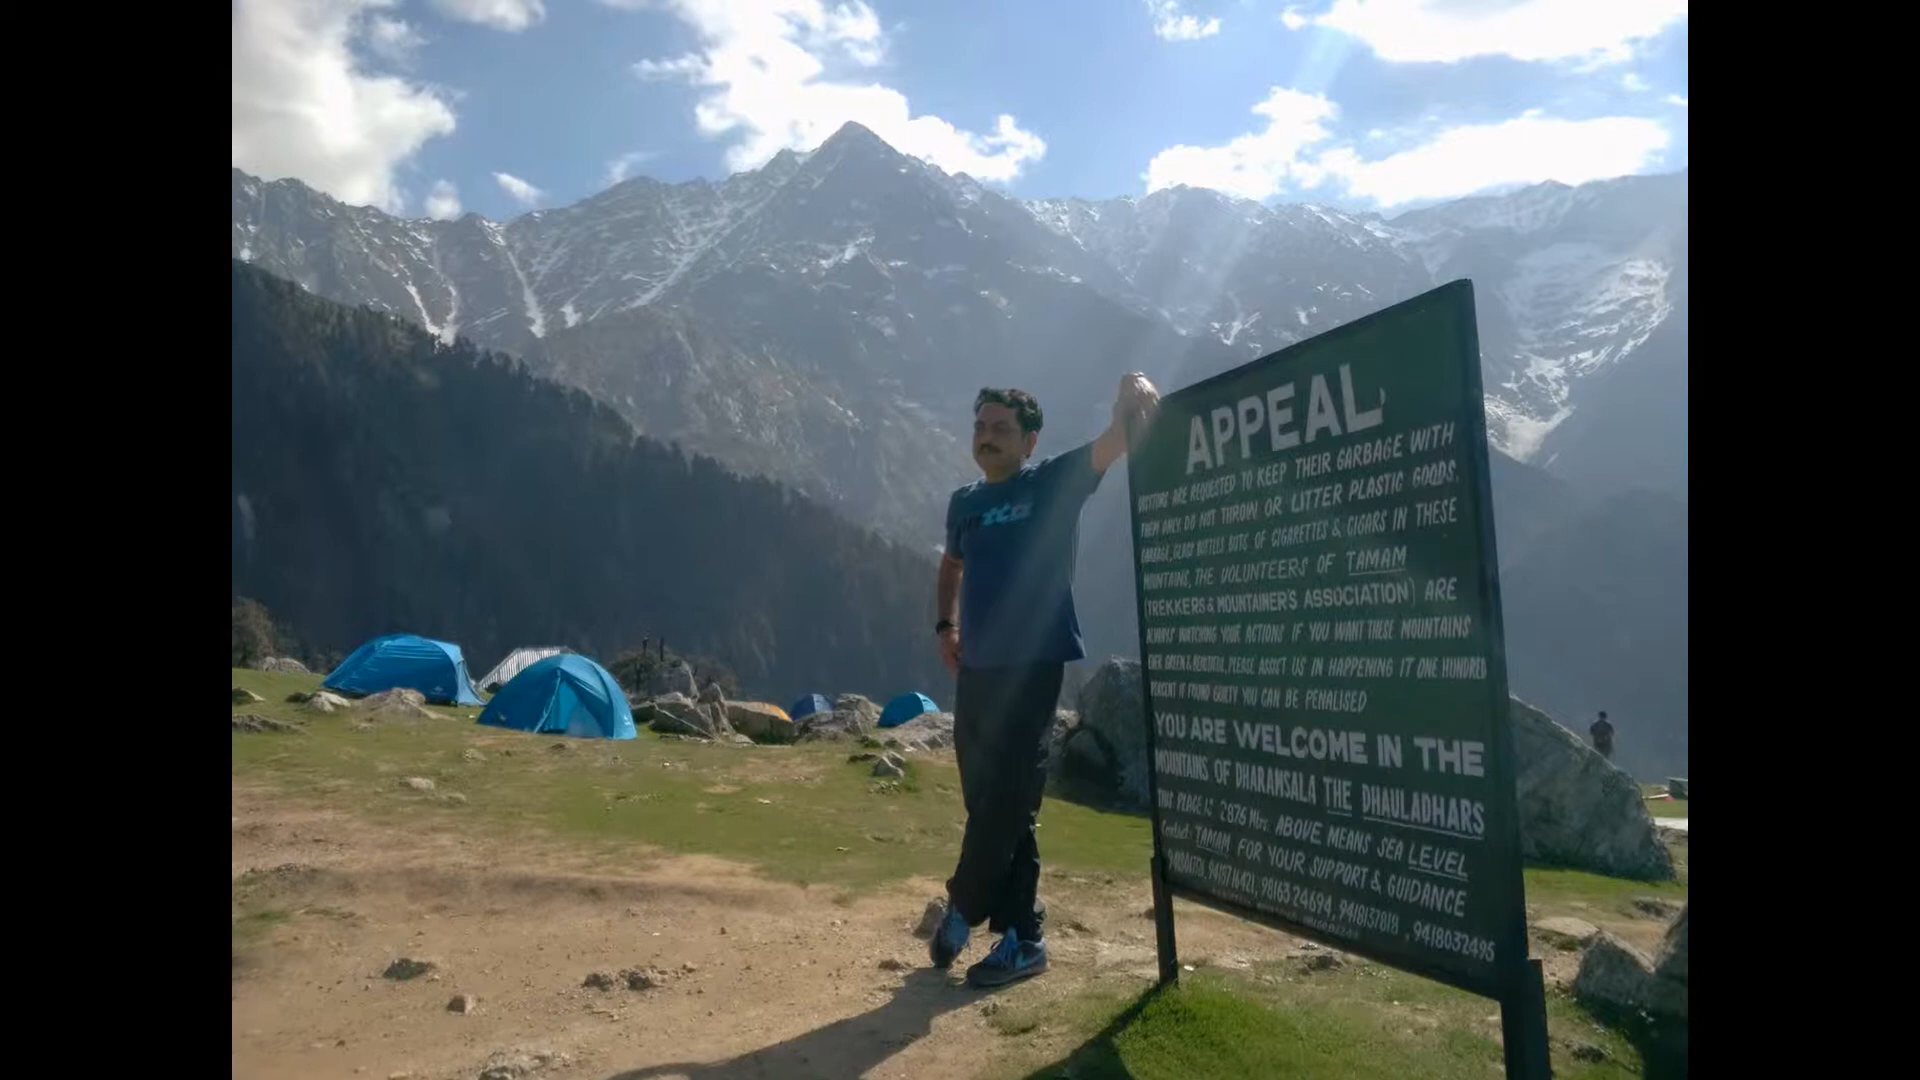 APPEAL
VISITORS ARE REQUESTED TO KEEP THEIR GARBAGE WITH
THEM ONLY. DO NOT THROW OR LITTER PLASTIC GOODS,
GARBAGE, GLASS BOTTLES BUTS OF CIGARETTES & CIGARS IN THESE
MOUNTAINS, THE VOLUNTEERS OF TAMAM
(TREKKERS & MOUNTAINER'S ASSOCIATION) ARE
ALWAYS WATCHING YOUR ACTIONS IF YOU WANT THESE MOUNTAINS
EVER GREEN & BEAUTIFUL, PLEASE ASSIST US IN HAPPENING IT ONE HUNDRED
PERCENT IF FOUND GUILTY YOU CAN BE PENALISED
YOU ARE WELCOME IN THE
MOUNTAINS OF DHARAMSALA THE DHAULADHARS
THIS PLACE IS 2876 Mtrs. ABOVE MEANS SEA LEVEL
Contact: TAMAM FOR YOUR SUPPORT & GUIDANCE
9816324694, 9418137818, 9418032495